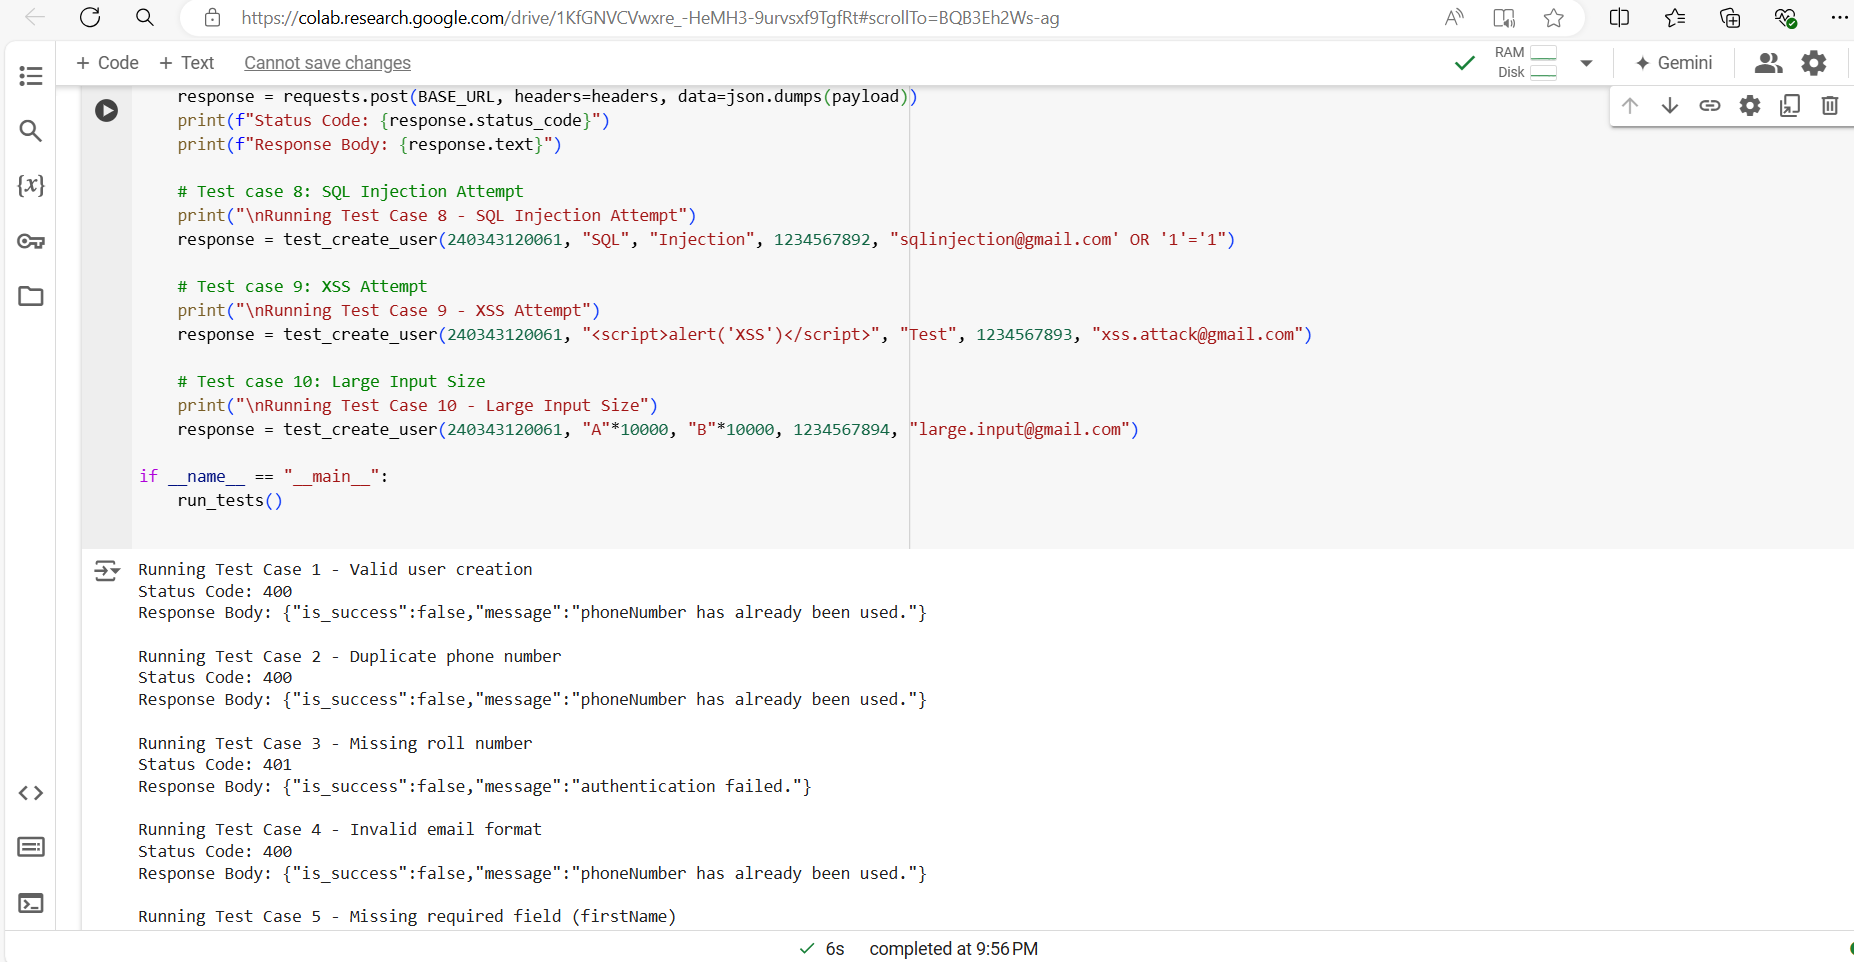 https://colab.research.google.com/drive/1KfGNVCVwxre_-HeMH3-9urvsxf9TgfRt#scrollTo=BQB3Eh2Ws-ag
+ Code + Text Cannot save changes
RAM
Disk
Gemini
response = requests.post(BASE_URL, headers=headers, data=json.dumps(payload))
print(f"Status Code: {response.status_code}")
print(f"Response Body: {response.text}")
# Test case 8: SQL Injection Attempt
print("\nRunning Test Case 8 - SQL Injection Attempt")
response = test_create_user(240343120061, "SQL", "Injection", 1234567892, "sqlinjection@gmail.com' OR '1'='1")
# Test case 9: XSS Attempt
print("\nRunning Test Case 9 - XSS Attempt")
response = test_create_user(240343120061, "<script>alert('XSS')</script>", "Test", 1234567893, "xss.attack@gmail.com")
# Test case 10: Large Input Size
print("\nRunning Test Case 10 - Large Input Size")
response = test_create_user(240343120061, "A"*10000, "B"*10000, 1234567894, "large.input@gmail.com")
if __name__ == "__main__":
run_tests()
Running Test Case 1 - Valid user creation
Status Code: 400
Response Body: {"is_success":false,"message":"phoneNumber has already been used."}
Running Test Case 2 - Duplicate phone number
Status Code: 400
Response Body: {"is_success":false,"message":"phoneNumber has already been used."}
Running Test Case 3 - Missing roll number
Status Code: 401
Response Body: {"is_success":false,"message":"authentication failed."}
Running Test Case 4 - Invalid email format
Status Code: 400
Response Body: {"is_success":false,"message":"phoneNumber has already been used."}
Running Test Case 5 - Missing required field (firstName)
6s completed at 9:56 PM